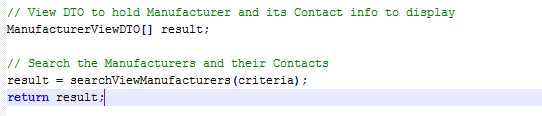 // View DTO to hold Manufacturer and its Contact info to display
ManufacturerViewDTO[] result;
// Search the Manufacturers and their Contacts
result = searchViewManufacturers(criteria);
return result;